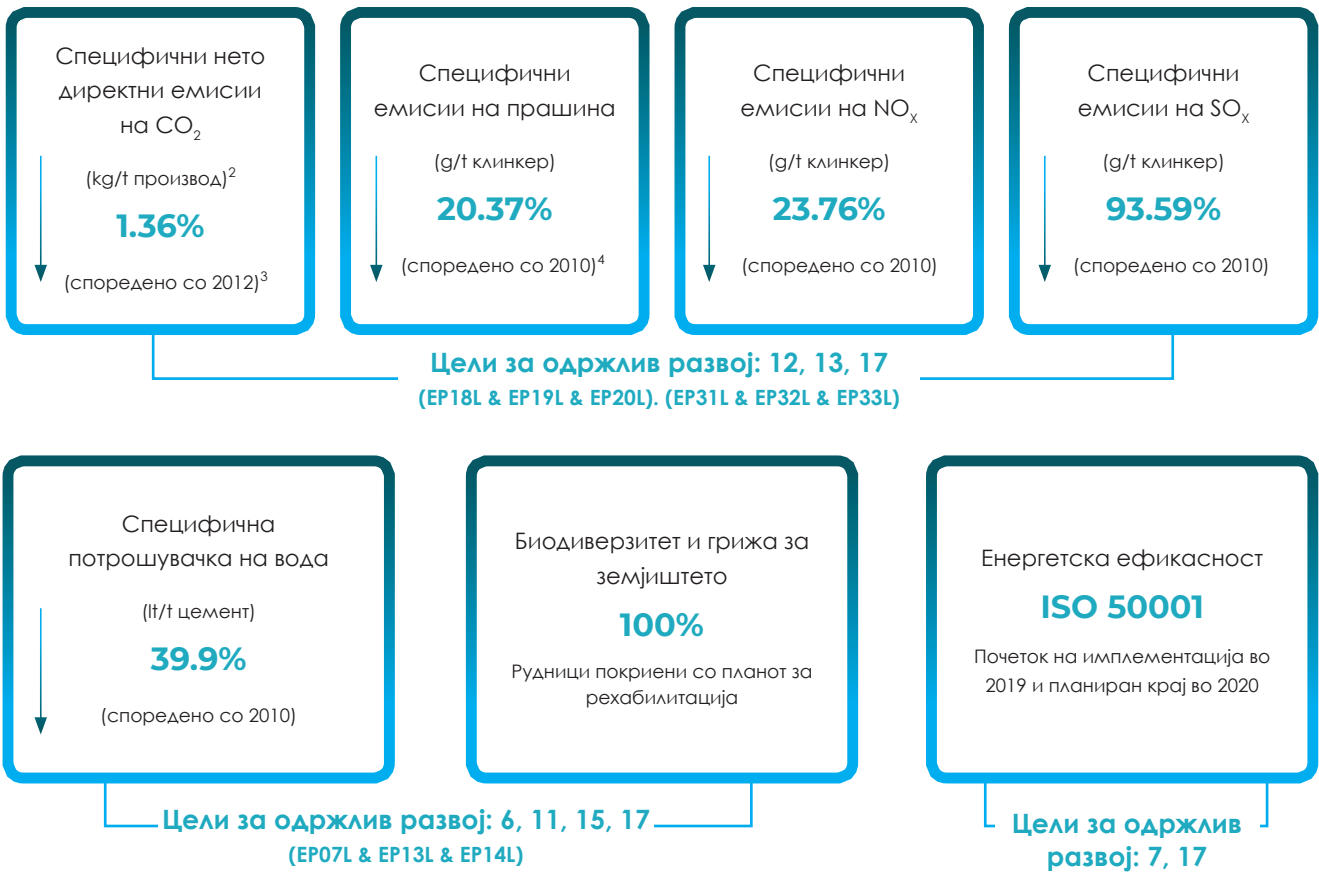 Специфични нето
директни емисии
на CO₂
(kg/t производ)²
1.36%
(споредено со 2012)³
Специфични
емисии на прашина
(g/t клинкер)
20.37%
(споредено со 2010)⁴
Специфични
емисии на NOₓ
(g/t клинкер)
23.76%
(споредено со 2010)
Специфични
емисии на SOₓ
(g/t клинкер)
93.59%
(споредено со 2010)
Цели за одржлив развој: 12, 13, 17
(EP18L & EP19L & EP20L). (EP31L & EP32L & EP33L)
Специфична
потрошувачка на вода
(lt/t цемент)
39.9%
(споредено со 2010)
Биодиверзитет и грижа за
земјиштето
100%
Рудници покриени со планот за
рехабилитација
Енергетска ефикасност
ISO 50001
Почеток на имплементација во
2019 и планиран крај во 2020
Цели за одржлив развој: 6, 11, 15, 17
(EP07L & EP13L & EP14L)
Цели за одржлив
развој: 7, 17